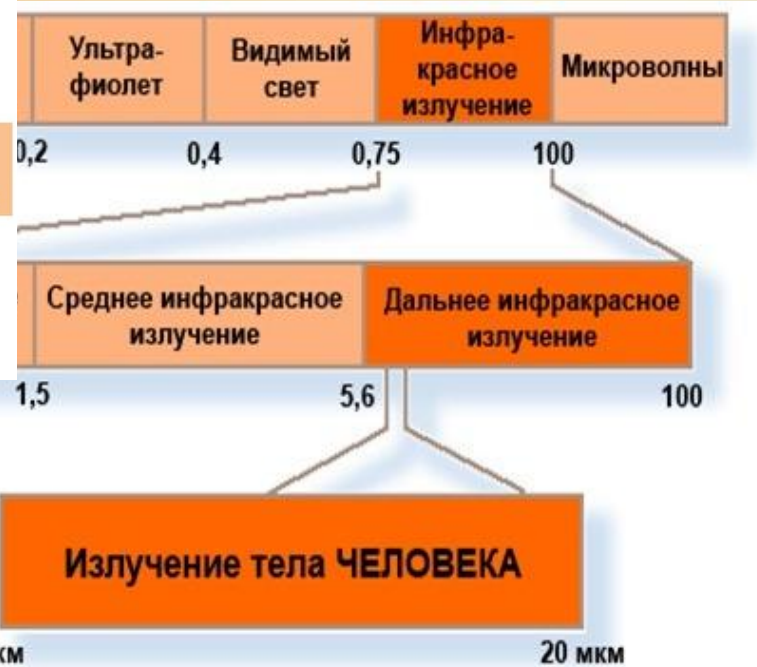 Ультра-
фиолет
Видимый
свет
Инфра-
красное
излучение
Микроволны
0,2 0,4 0,75 100
Среднее инфракрасное
излучение
Дальнее инфракрасное
излучение
1,5 5,6 100
Излучение тела ЧЕЛОВЕКА
20 мкм